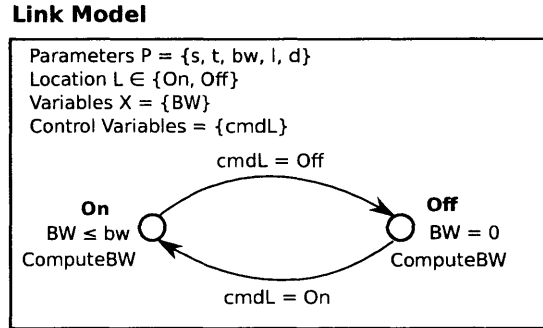 Link Model
Parameters P = {s, t, bw, l, d}
Location L ∈ {On, Off}
Variables X = {BW}
Control Variables = {cmdL}
cmdL = Off
On
BW ≤ bw
ComputeBW
Off
BW = 0
ComputeBW
cmdL = On